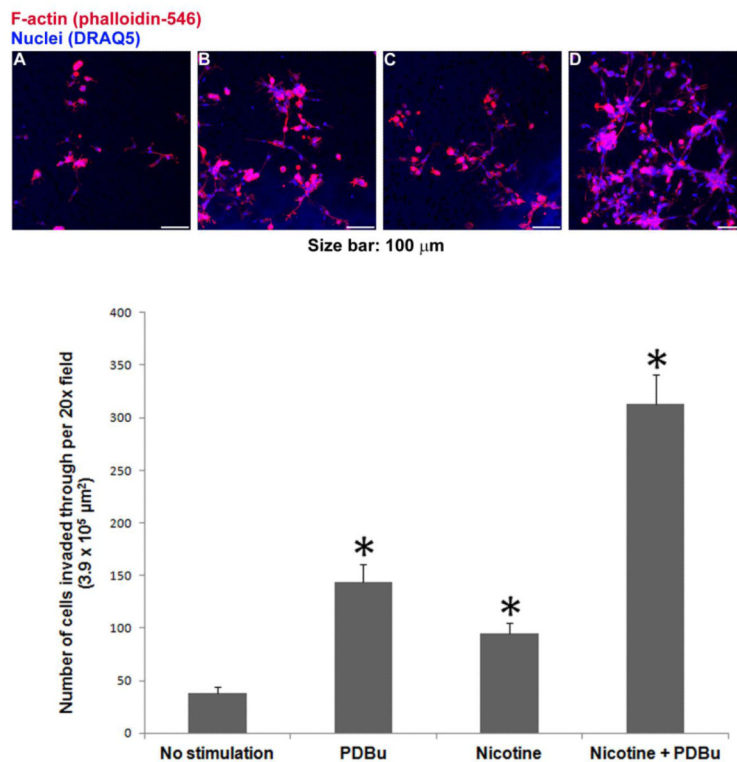 F-actin (phalloidin-546)
Nuclei (DRAQ5)
A B C D
Size bar: 100 μm
Number of cells invaded through per 20x field
(3.9 x 10⁵ μm²)
400
350
300
250
200
150
100
50
0
*
*
*
No stimulation PDBu Nicotine Nicotine + PDBu